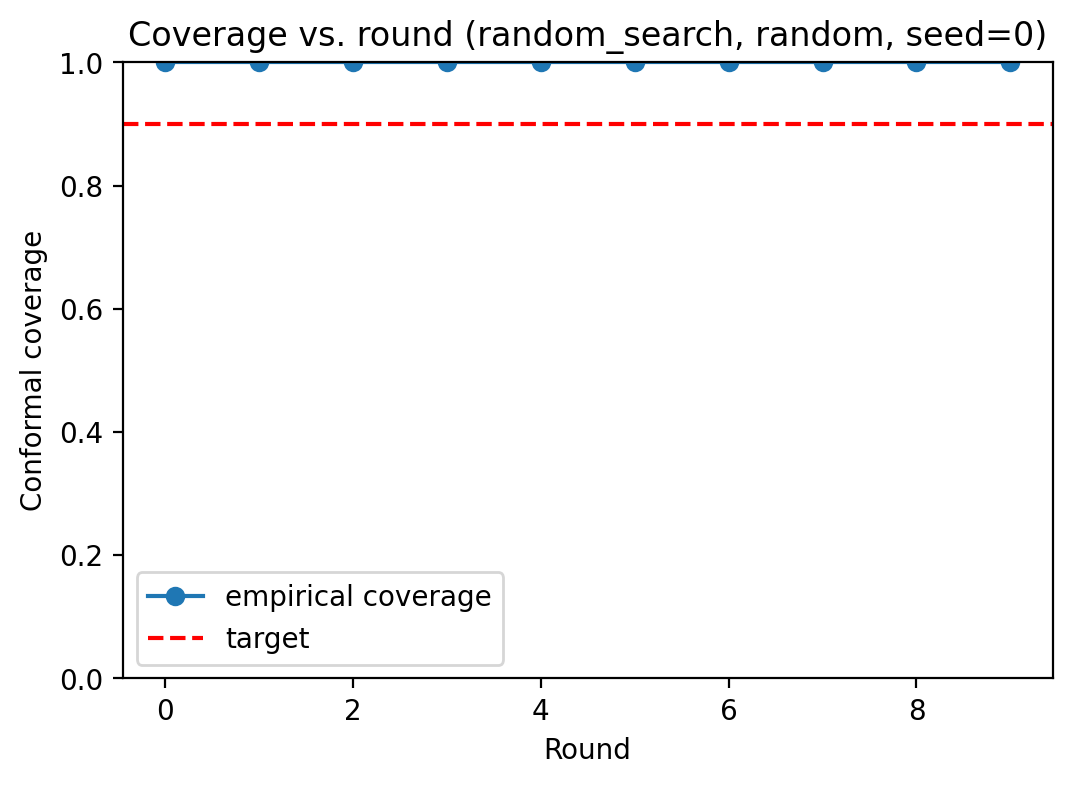 Coverage vs. round (random_search, random, seed=0)
1.0
0.8
0.6
0.4
0.2
0.0
Conformal coverage
empirical coverage
target
0 2 4 6 8
Round